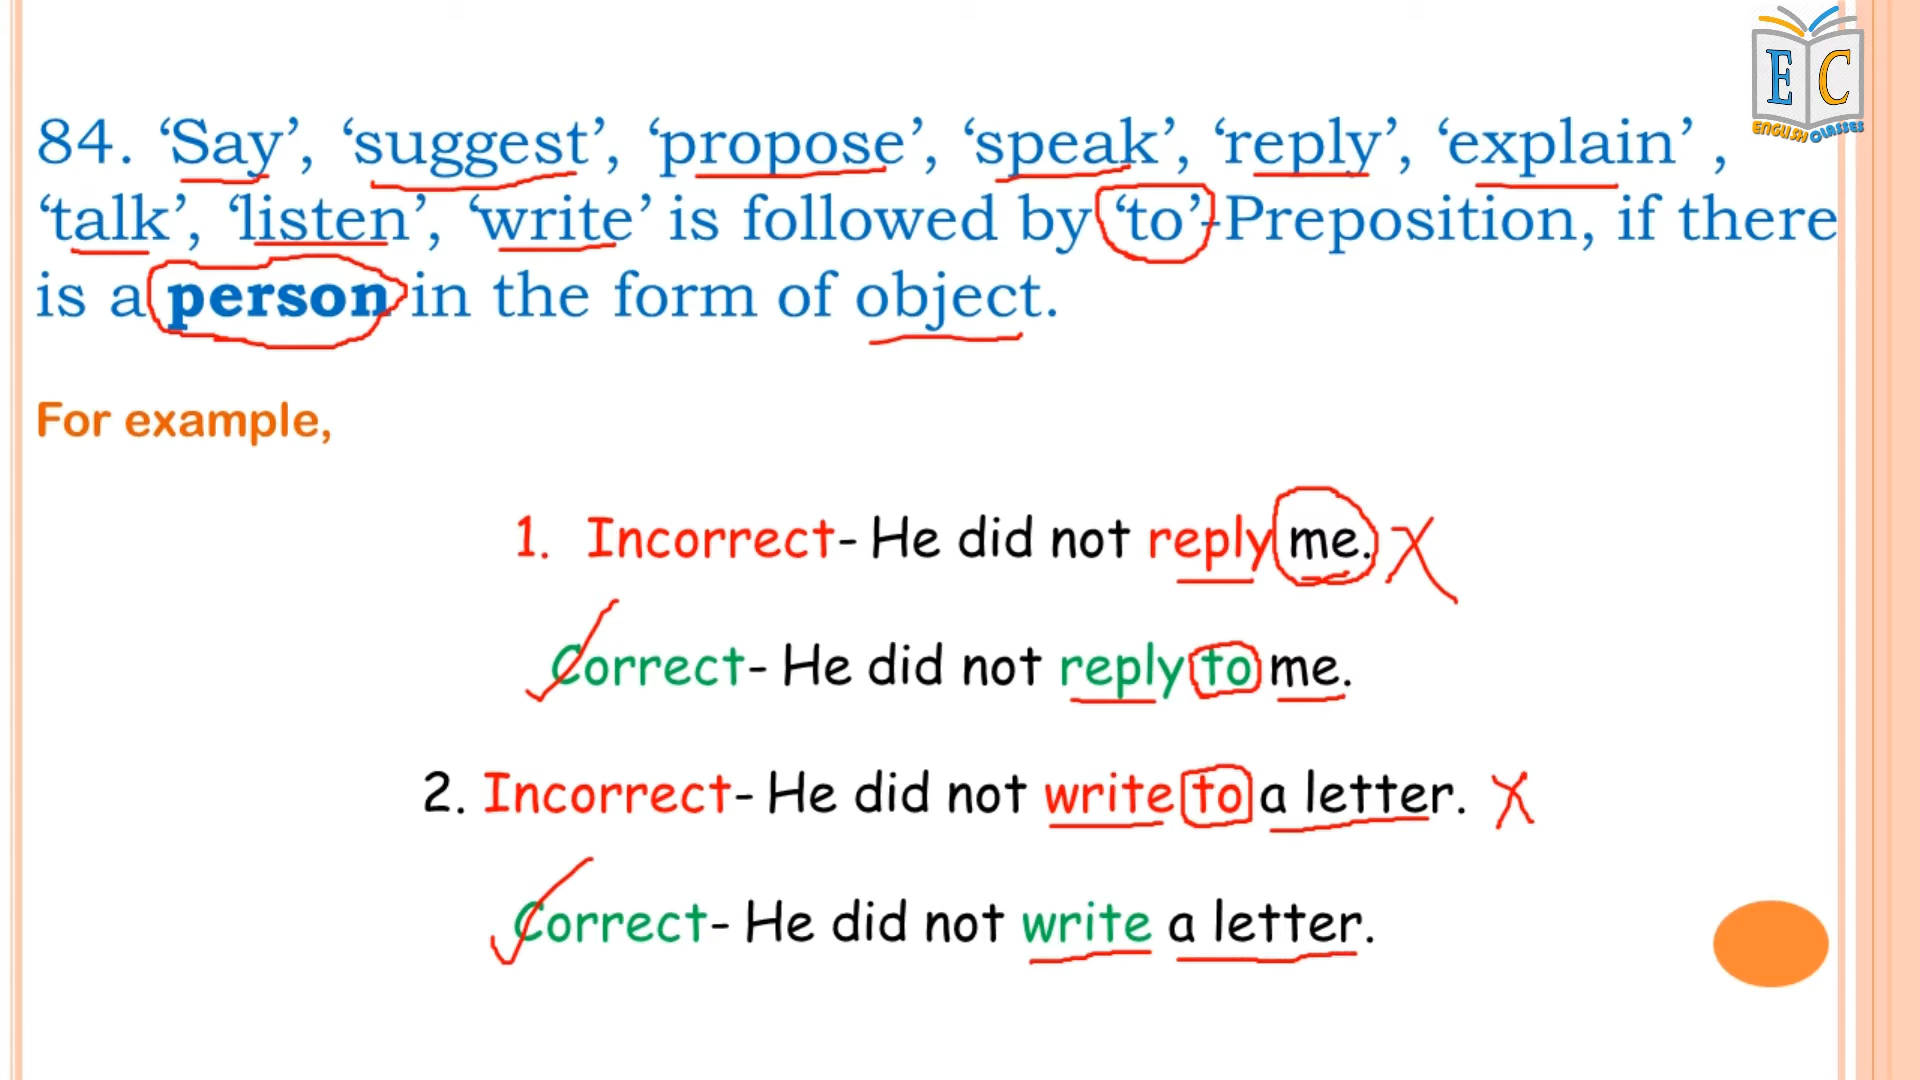 E C
ENGLISH CLASSES
84. ‘Say’, ‘suggest’, ‘propose’, ‘speak’, ‘reply’, ‘explain’ ,
‘talk’, ‘listen’, ‘write’ is followed by ‘to’-Preposition, if there
is a person in the form of object.
For example,
1. Incorrect- He did not reply me.
Correct- He did not reply to me.
2. Incorrect- He did not write to a letter.
Correct- He did not write a letter.